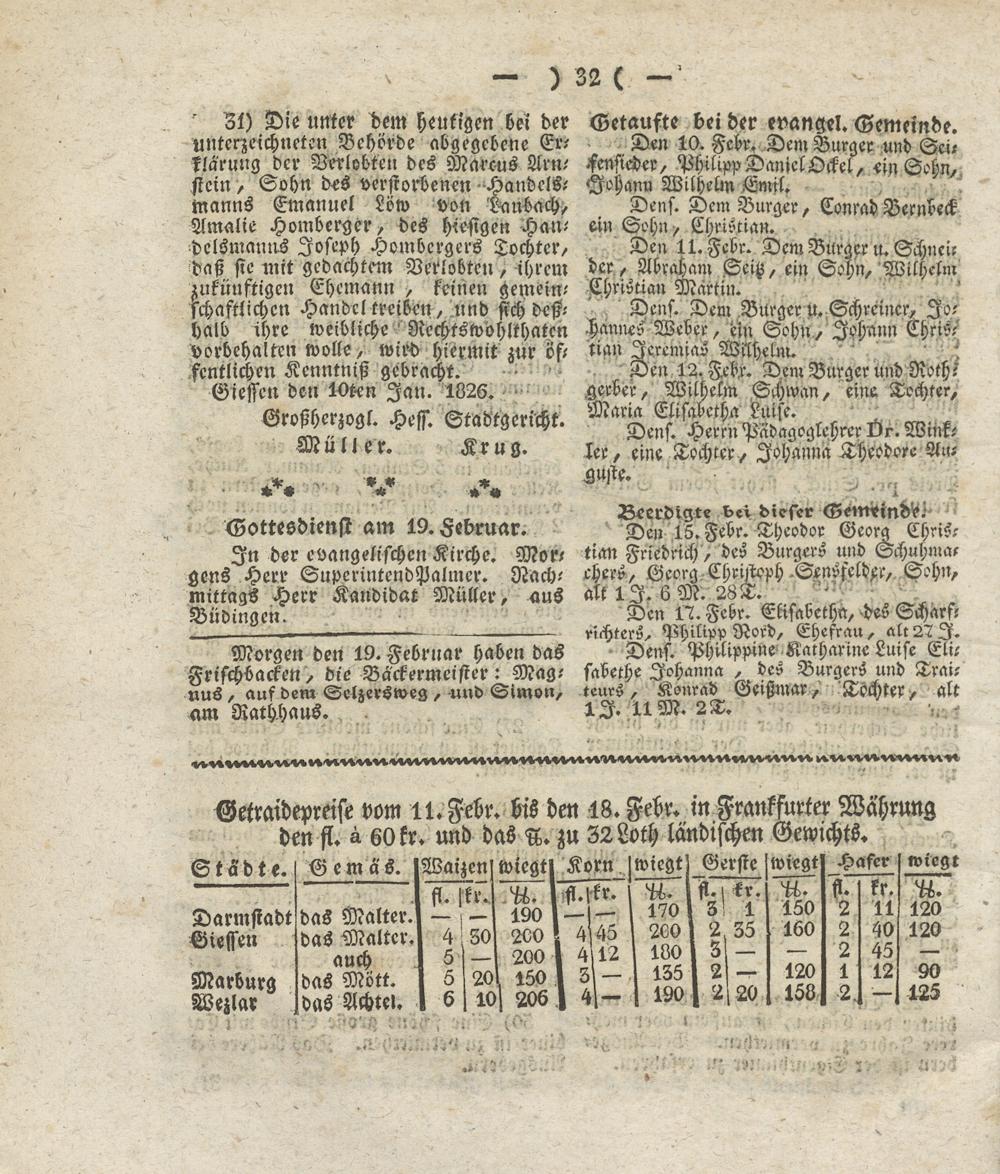 — ) 32 ( —
31) Die unter dem heutigen bei der
unterzeichneten Behörde abgegebene Er-
klärung der Verlobten des Marcus Arn-
stein, Sohn des verstorbenen Handels-
manns Emanuel Löw von Laubach,
Amalie Homberger, des hiesigen Han-
delsmanns Joseph Hombergers Tochter,
daß sie mit gedachtem Verlobten, ihrem
zukünftigen Ehemann, keinen gemein-
schaftlichen Handel treiben, und sich deß-
halb ihre weibliche Rechtswohlthaten
vorbehalten wolle, wird hiermit zur öf-
fentlichen Kenntniß gebracht.
Giessen den 10ten Jan. 1826.
Großherzogl. Hess. Stadtgericht.
Müller. Krug.
Gottesdienst am 19. Februar.
In der evangelischen Kirche. Mor-
gens Herr Superintend Palmer. Nach-
mittags Herr Kandidat Müller, aus
Büdingen.
Morgen den 19. Februar haben das
Frischbacken, die Bäckermeister: Mag-
nus, auf dem Selzersweg, und Simon,
am Rathhaus.
Getaufte bei der evangel. Gemeinde.
Den 10. Febr. Dem Burger und Sei-
fensieder, Philipp Daniel Ockel, ein Sohn,
Johann Wilhelm Emil.
Dens. Dem Burger, Conrad Bernbeck
ein Sohn, Christian.
Den 11. Febr. Dem Burger u. Schnei-
der, Abraham Seitz, ein Sohn, Wilhelm
Christian Martin.
Dens. Dem Burger u. Schreiner, Jo-
hannes Weber, ein Sohn, Johann Chris-
tian Jeremias Wilhelm.
Den 12. Febr. Dem Burger und Roth-
gerber, Wilhelm Schwan, eine Tochter,
Maria Elisabetha Luise.
Dens. Herrn Pädagoglehrer Dr. Wink-
ler, eine Tochter, Johanna Theodore Au-
guste.
Beerdigte bei dieser Gemeinde.
Den 15. Febr. Theodor Georg Chris-
tian Friedrich, des Burgers und Schuhma-
chers, Georg Christoph Sensfelder, Sohn,
alt 1 J. 6 M. 28 T.
Den 17. Febr. Elisabetha, des Scharf-
richters, Philipp Nord, Ehefrau, alt 27 J.
Dens. Philippine Katharine Luise Eli-
sabethe Johanna, des Burgers und Trai-
teurs, Konrad Geißmar, Tochter, alt
1 J. 11 M. 2 T.
Getraidepreise vom 11. Febr. bis den 18. Febr. in Frankfurter Währung
den fl. à 60 kr. und das ℔. zu 32 Loth ländischen Gewichts.
Städte. Gemäs. Waizen wiegt Korn wiegt Gerste wiegt Hafer wiegt
fl. kr. ℔. fl. kr. ℔. fl. kr. ℔. fl. kr. ℔.
Darmstadt das Malter. — — 190 — — 170 3 1 150 2 11 120
Giessen das Malter. 4 30 200 4 45 200 2 35 160 2 40 120
auch 5 — 200 4 12 180 3 — — 2 45 —
Marburg das Mött. 5 20 150 3 — 135 2 — 120 1 12 90
Wezlar das Achtel. 6 10 206 4 — 190 2 20 158 2 — 125